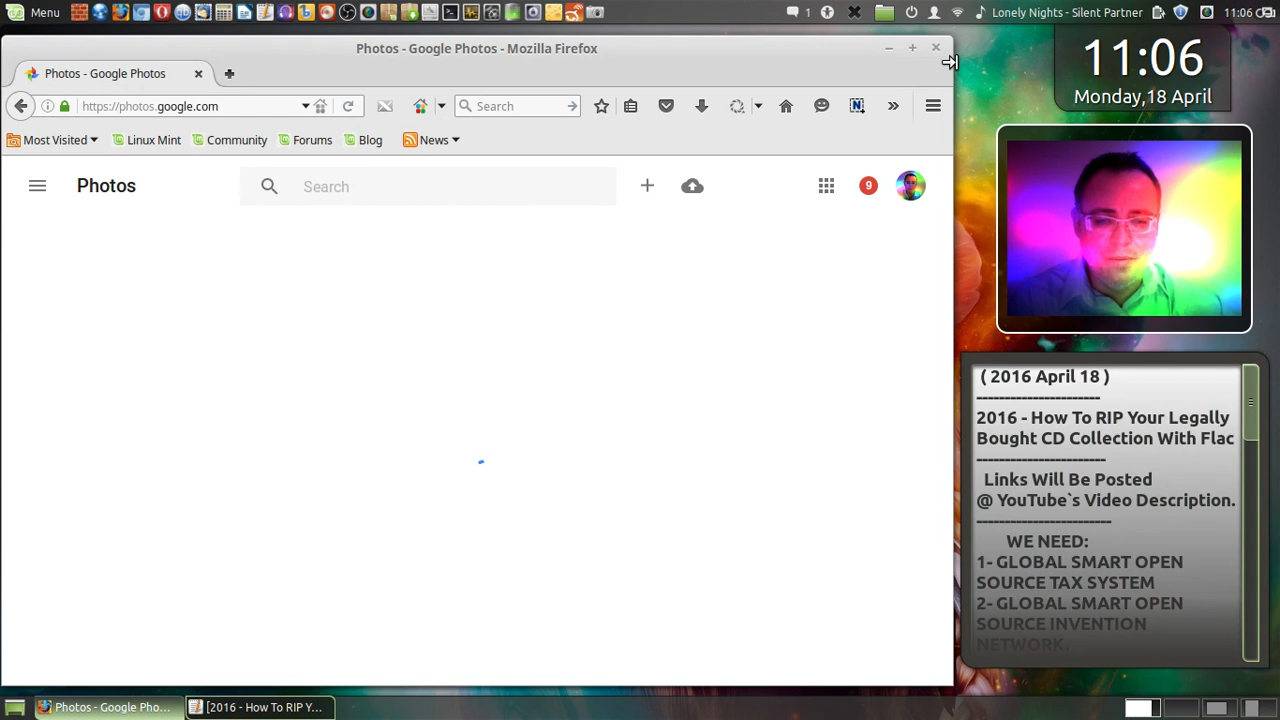 Menu
1
Lonely Nights - Silent Partner
11:06
Photos - Google Photos - Mozilla Firefox
Photos - Google Photos
https://photos.google.com
Search
Most Visited
Linux Mint
Community
Forums
Blog
News
Photos
Search
9
11:06
Monday,18 April
( 2016 April 18 )
-----------------------
2016 - How To RIP Your Legally
Bought CD Collection With Flac
------------------------
Links Will Be Posted
@ YouTube`s Video Description.
-------------------------
WE NEED:
1- GLOBAL SMART OPEN
SOURCE TAX SYSTEM
2- GLOBAL SMART OPEN
SOURCE INVENTION
NETWORK.
Photos - Google Pho...
[2016 - How To RIP Y...